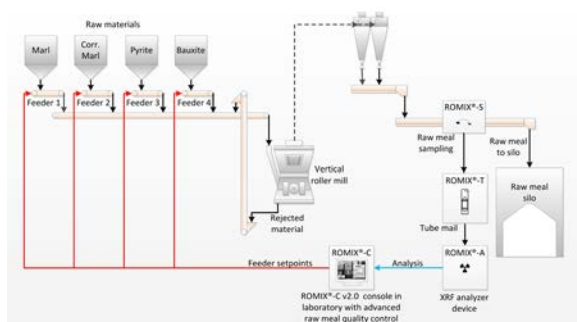 Raw materials
Marl
Corr.
Marl
Pyrite
Bauxite
Feeder 1
Feeder 2
Feeder 3
Feeder 4
ROMIX®-S
Raw meal
sampling
Raw meal
to silo
Vertical
roller mill
ROMIX®-T
Raw meal
silo
Rejected
material
Tube mail
ROMIX®-C
ROMIX®-A
Feeder setpoints
Analysis
ROMIX®-C v2.0 console in
laboratory with advanced
raw meal quality control
XRF analyzer
device